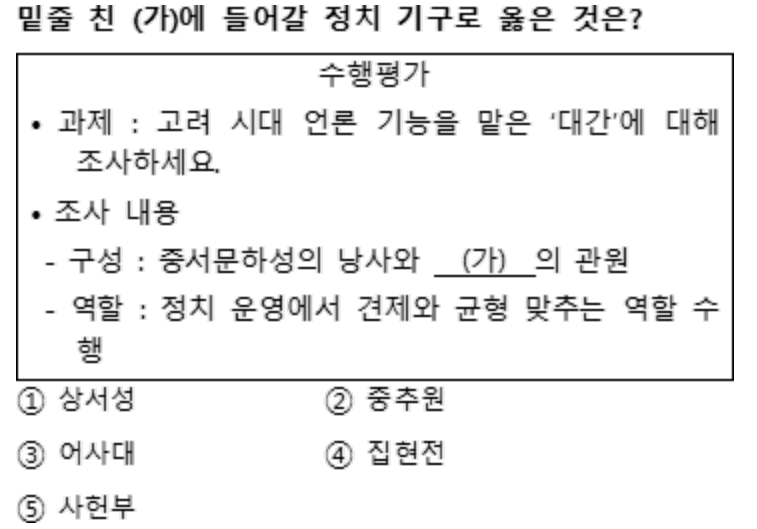 밑줄 친 (가)에 들어갈 정치 기구로 옳은 것은?
수행평가
• 과제 : 고려 시대 언론 기능을 맡은 ‘대간’에 대해
조사하세요.
• 조사 내용
- 구성 : 중서문하성의 낭사와 (가) 의 관원
- 역할 : 정치 운영에서 견제와 균형 맞추는 역할 수
행
① 상서성 ② 중추원
③ 어사대 ④ 집현전
⑤ 사헌부